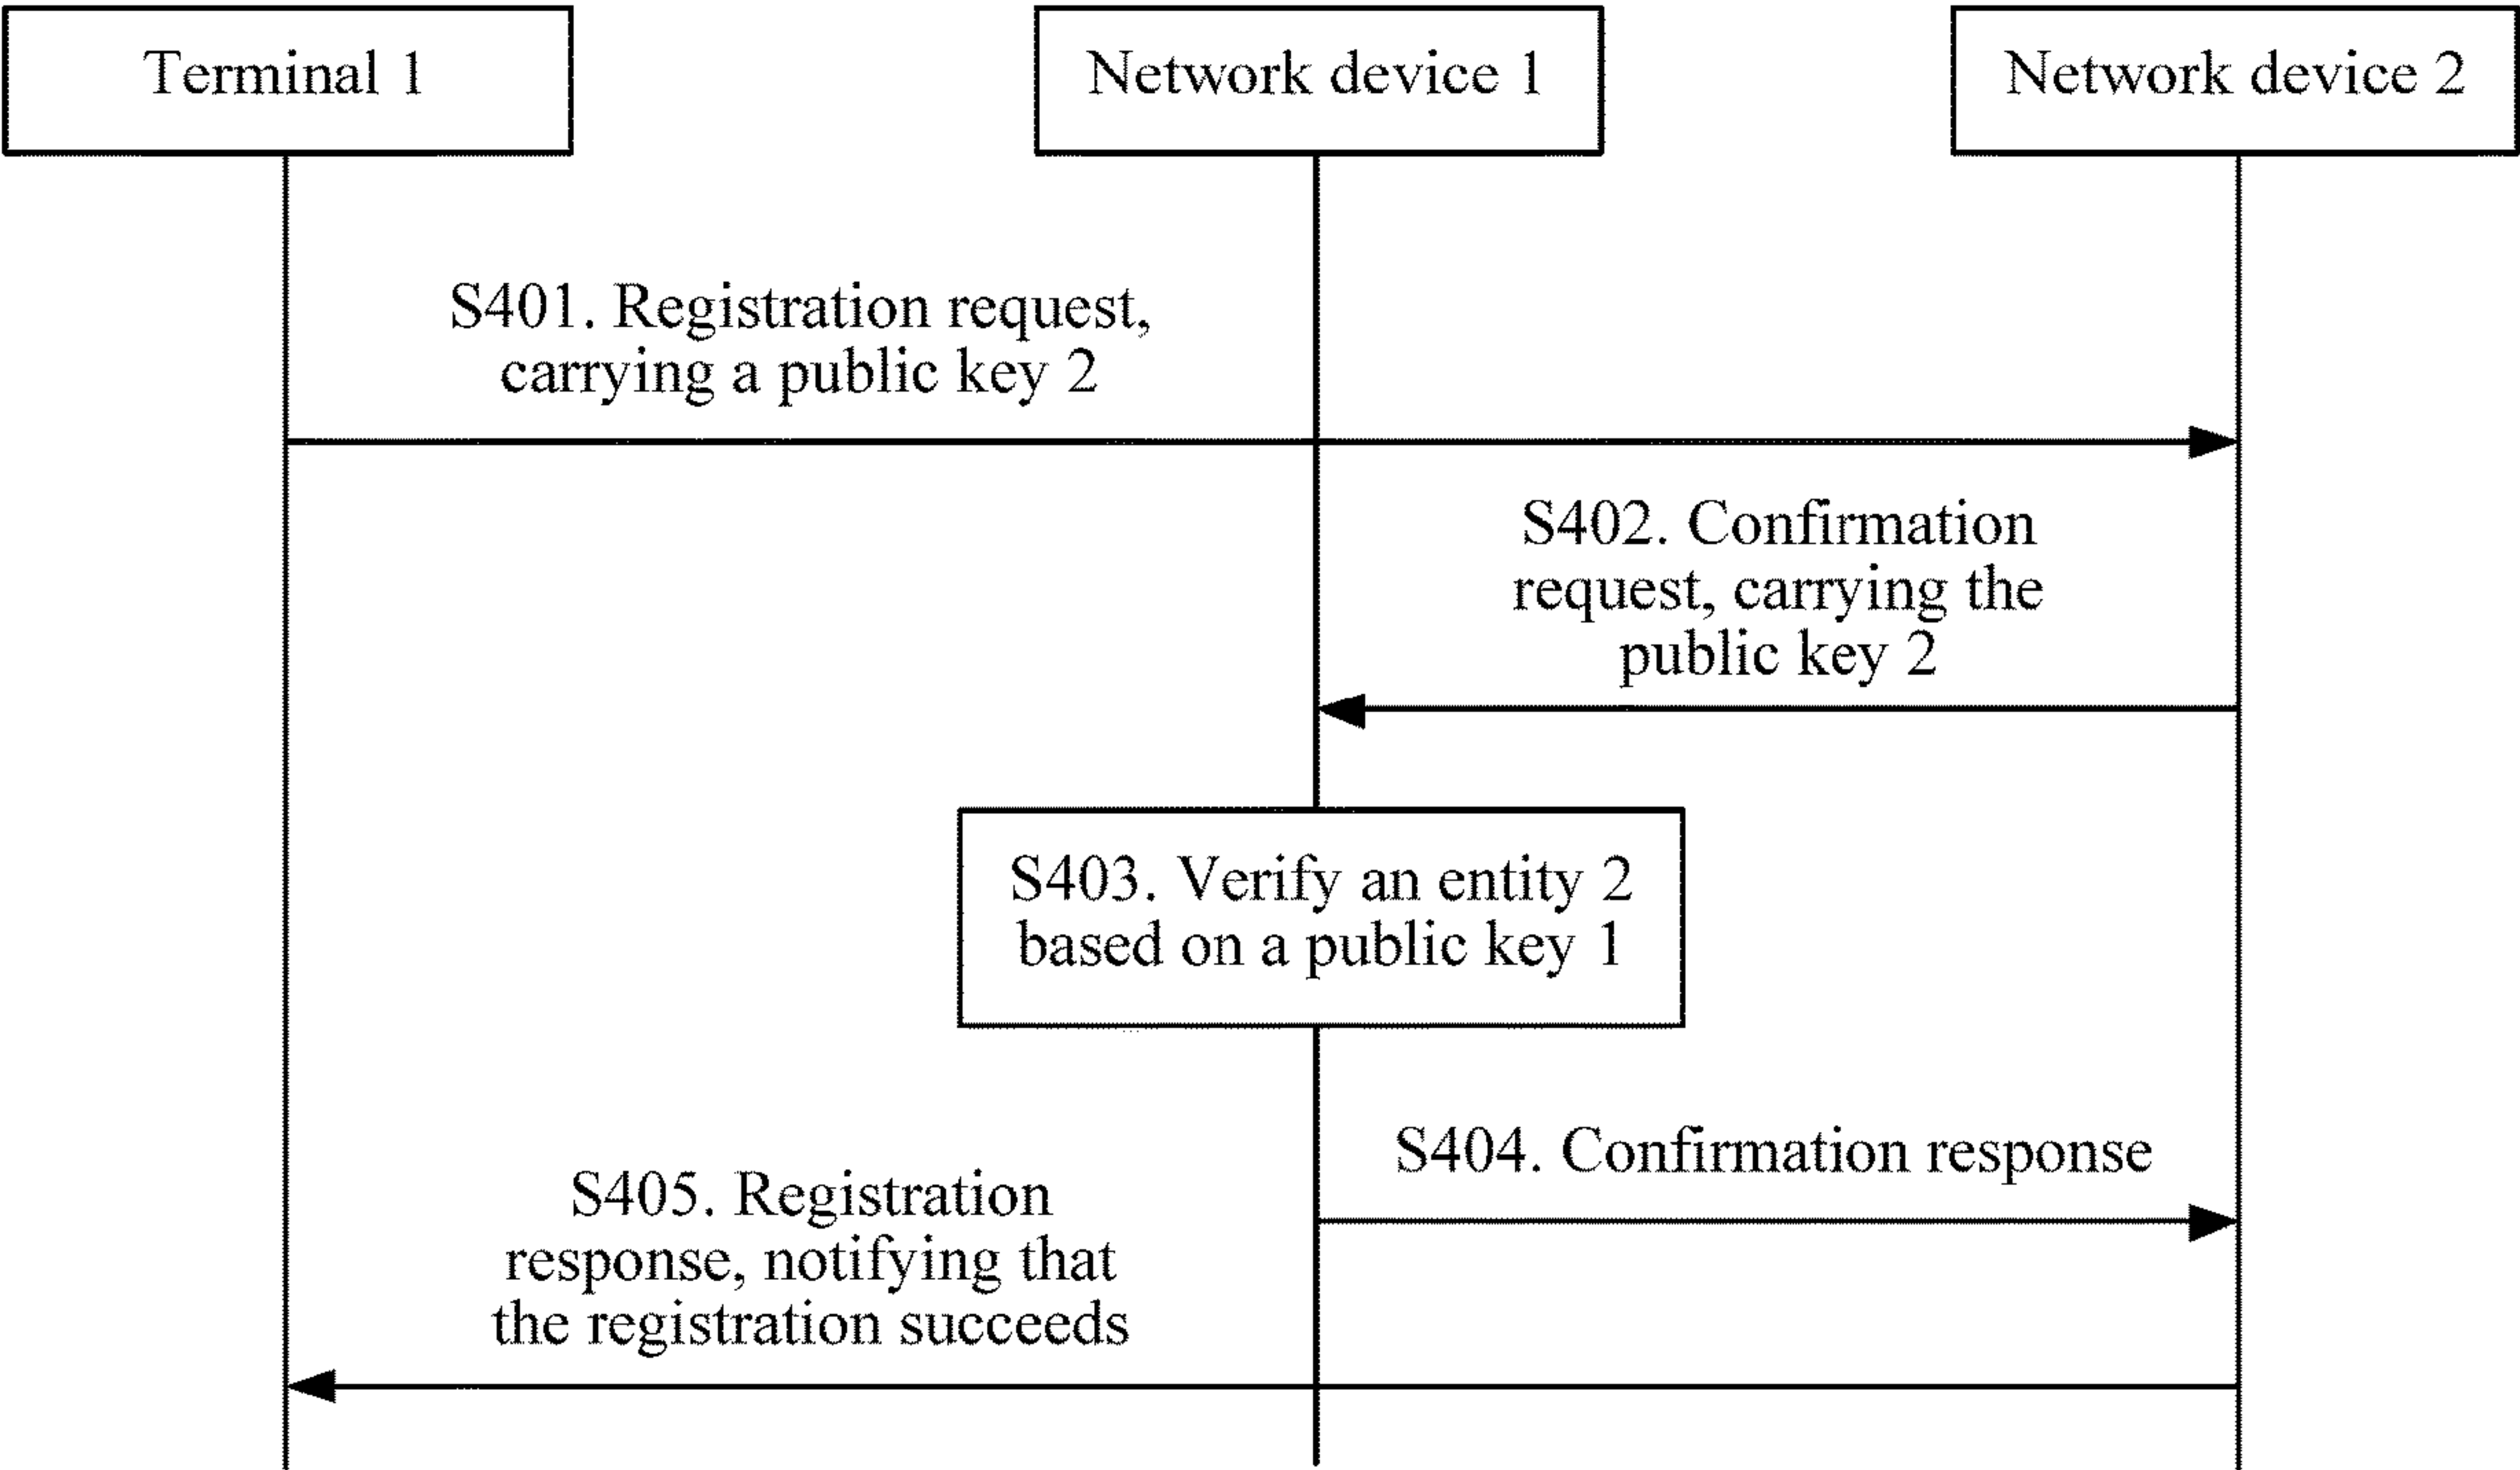 Terminal 1
Network device 1
Network device 2
S401. Registration request,
carrying a public key 2
S402. Confirmation
request, carrying the
public key 2
S403. Verify an entity 2
based on a public key 1
S404. Confirmation response
S405. Registration
response, notifying that
the registration succeeds